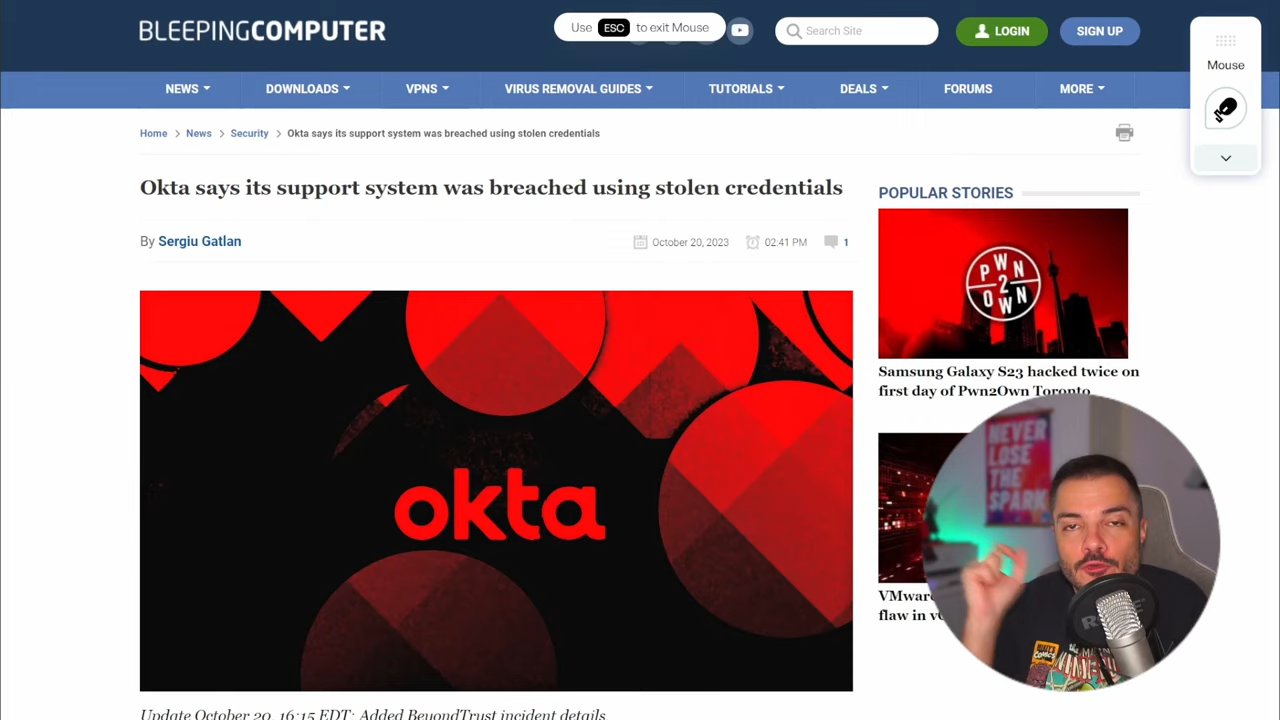 BLEEPINGCOMPUTER
Use ESC to exit Mouse
Search Site
LOGIN
SIGN UP
Mouse
NEWS
DOWNLOADS
VPNS
VIRUS REMOVAL GUIDES
TUTORIALS
DEALS
FORUMS
MORE
Home > News > Security > Okta says its support system was breached using stolen credentials
Okta says its support system was breached using stolen credentials
By Sergiu Gatlan
October 20, 2023
02:41 PM
1
okta
Update October 20, 16:15 EDT: Added BeyondTrust incident details
POPULAR STORIES
PWN
2
OWN
Samsung Galaxy S23 hacked twice on
first day of Pwn2Own Toronto
VMware
flaw in
NEVER
LOSE
THE
SPARK